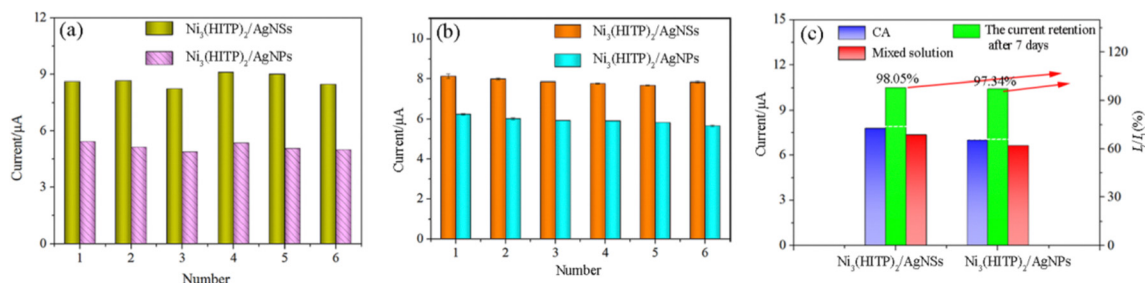 (a)
Ni₃(HITP)₂/AgNSs
Ni₃(HITP)₂/AgNPs
12
9
6
3
0
Current/μA
1 2 3 4 5 6
Number
(b)
Ni₃(HITP)₂/AgNSs
Ni₃(HITP)₂/AgNPs
10
8
6
4
2
0
Current/μA
1 2 3 4 5 6
Number
(c)
CA
Mixed solution
The current retention
after 7 days
98.05%
97.34%
15
12
9
6
3
0
Current/μA
120
90
60
30
0
Ni₃(HITP)₂/AgNSs Ni₃(HITP)₂/AgNPs